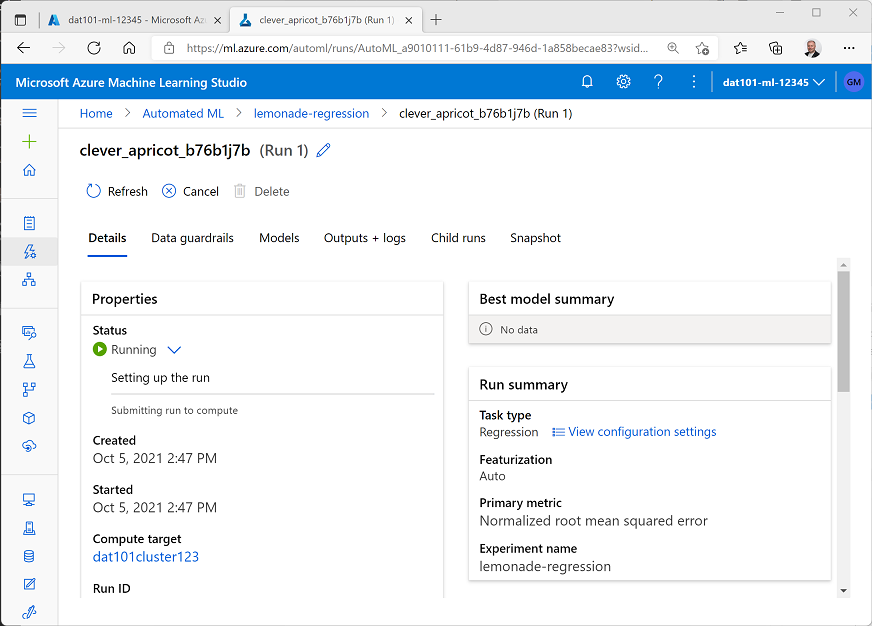 dat101-ml-12345 - Microsoft Az
clever_apricot_b76b1j7b (Run 1)
https://ml.azure.com/automl/runs/AutoML_a9010111-61b9-4d87-946d-1a858becae83?wsid...
Microsoft Azure Machine Learning Studio
dat101-ml-12345
GM
Home > Automated ML > lemonade-regression > clever_apricot_b76b1j7b (Run 1)
clever_apricot_b76b1j7b (Run 1)
Refresh Cancel Delete
Details Data guardrails Models Outputs + logs Child runs Snapshot
Properties
Status
Running
Setting up the run
Submitting run to compute
Created
Oct 5, 2021 2:47 PM
Started
Oct 5, 2021 2:47 PM
Compute target
dat101cluster123
Run ID
Best model summary
No data
Run summary
Task type
Regression View configuration settings
Featurization
Auto
Primary metric
Normalized root mean squared error
Experiment name
lemonade-regression